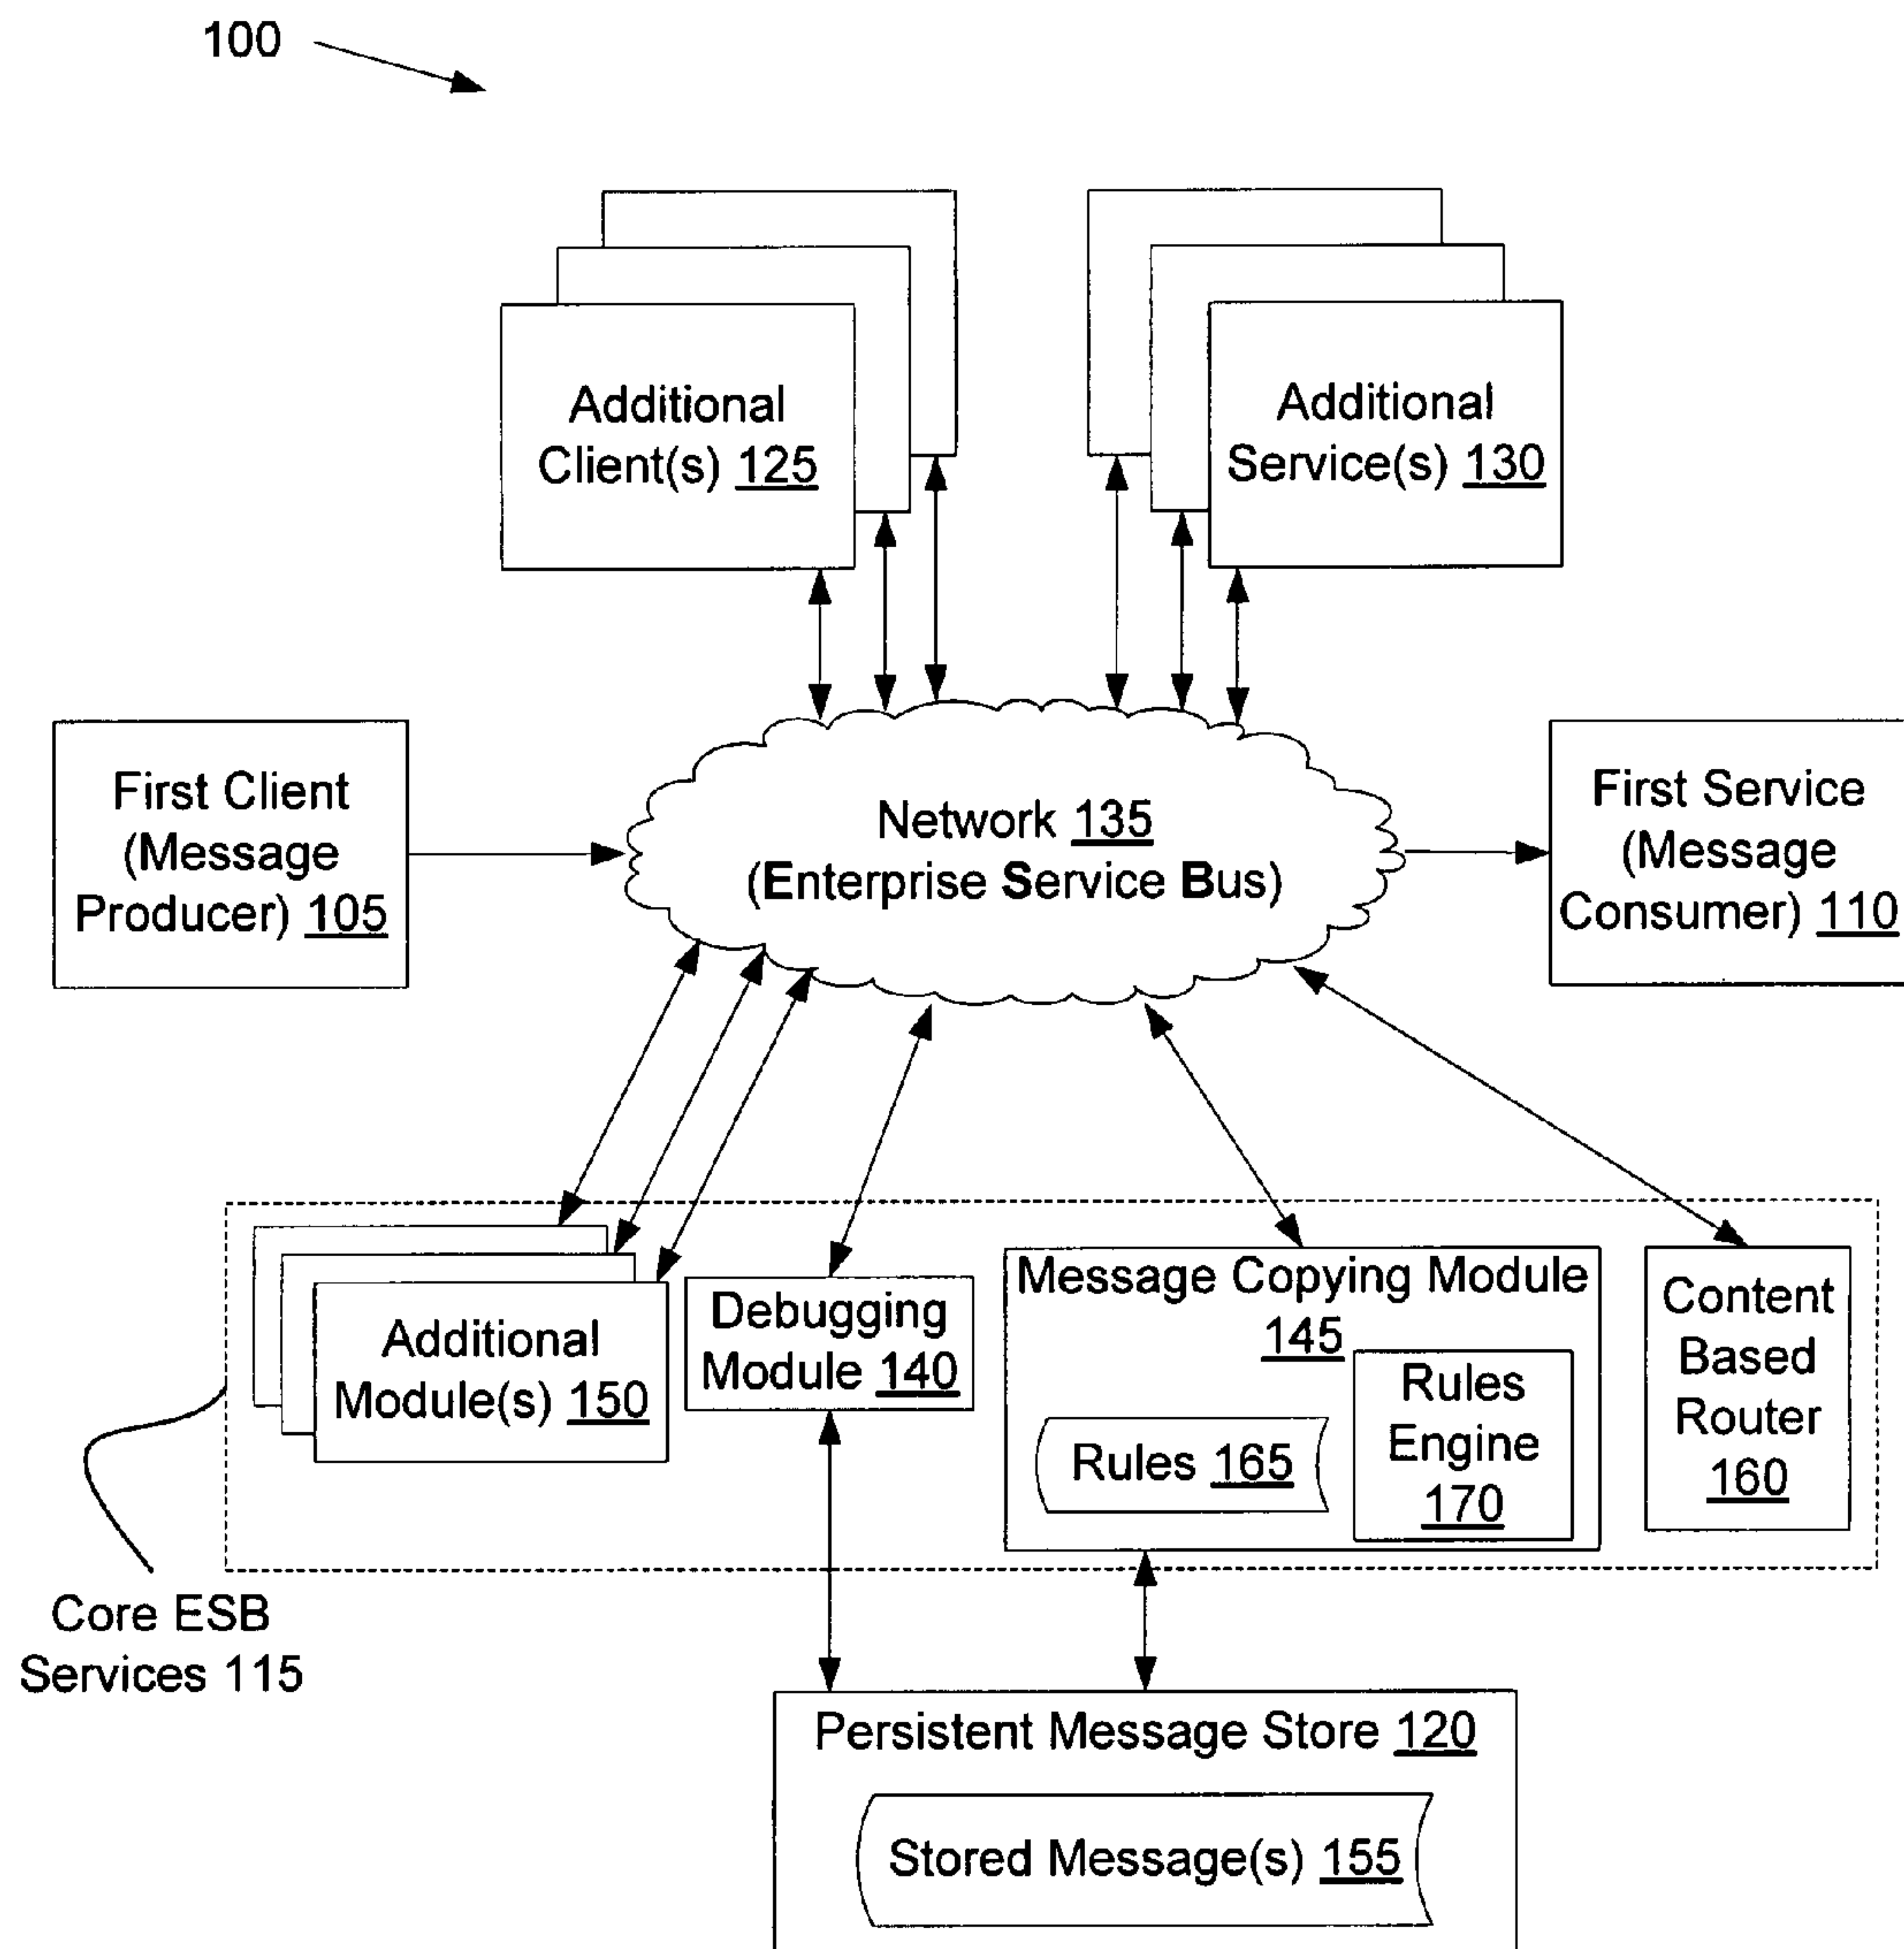 100
Additional
Client(s) 125
Additional
Service(s) 130
First Client
(Message
Producer) 105
Network 135
(Enterprise Service Bus)
First Service
(Message
Consumer) 110
Additional
Module(s) 150
Debugging
Module 140
Message Copying Module
145
Rules 165
Rules
Engine
170
Content
Based
Router
160
Core ESB
Services 115
Persistent Message Store 120
Stored Message(s) 155